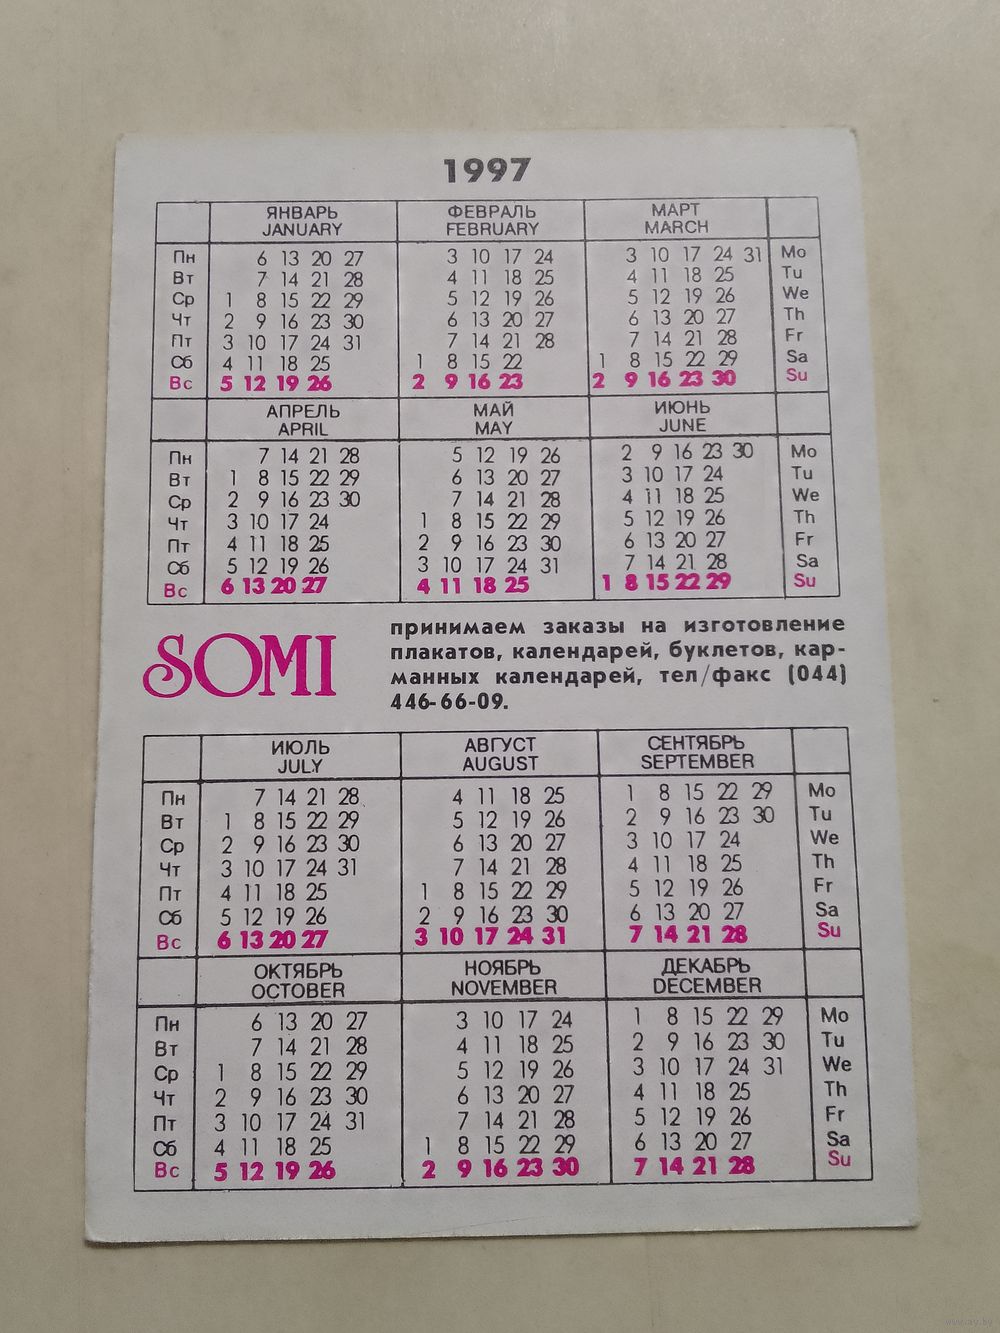 1997
ЯНВАРЬ ФЕВРАЛЬ МАРТ
JANUARY FEBRUARY MARCH
Пн 6 13 20 27 3 10 17 24 3 10 17 24 31 Mo
Вт 7 14 21 28 4 11 18 25 4 11 18 25 Tu
Ср 1 8 15 22 29 5 12 19 26 5 12 19 26 We
Чт 2 9 16 23 30 6 13 20 27 6 13 20 27 Th
Пт 3 10 17 24 31 7 14 21 28 7 14 21 28 Fr
Сб 4 11 18 25 1 8 15 22 1 8 15 22 29 Sa
Вс 5 12 19 26 2 9 16 23 2 9 16 23 30 Su
АПРЕЛЬ МАЙ ИЮНЬ
APRIL MAY JUNE
Пн 7 14 21 28 5 12 19 26 2 9 16 23 30 Mo
Вт 1 8 15 22 29 6 13 20 27 3 10 17 24 Tu
Ср 2 9 16 23 30 7 14 21 28 4 11 18 25 We
Чт 3 10 17 24 1 8 15 22 29 5 12 19 26 Th
Пт 4 11 18 25 2 9 16 23 30 6 13 20 27 Fr
Сб 5 12 19 26 3 10 17 24 31 7 14 21 28 Sa
Вс 6 13 20 27 4 11 18 25 1 8 15 22 29 Su
SOMI
принимаем заказы на изготовление
плакатов, календарей, буклетов, кар-
манных календарей, тел/факс (044)
446-66-09.
ИЮЛЬ АВГУСТ СЕНТЯБРЬ
JULY AUGUST SEPTEMBER
Пн 7 14 21 28 4 11 18 25 1 8 15 22 29 Mo
Вт 1 8 15 22 29 5 12 19 26 2 9 16 23 30 Tu
Ср 2 9 16 23 30 6 13 20 27 3 10 17 24 We
Чт 3 10 17 24 31 7 14 21 28 4 11 18 25 Th
Пт 4 11 18 25 1 8 15 22 29 5 12 19 26 Fr
Сб 5 12 19 26 2 9 16 23 30 6 13 20 27 Sa
Вс 6 13 20 27 3 10 17 24 31 7 14 21 28 Su
ОКТЯБРЬ НОЯБРЬ ДЕКАБРЬ
OCTOBER NOVEMBER DECEMBER
Пн 6 13 20 27 3 10 17 24 1 8 15 22 29 Mo
Вт 7 14 21 28 4 11 18 25 2 9 16 23 30 Tu
Ср 1 8 15 22 29 5 12 19 26 3 10 17 24 31 We
Чт 2 9 16 23 30 6 13 20 27 4 11 18 25 Th
Пт 3 10 17 24 31 7 14 21 28 5 12 19 26 Fr
Сб 4 11 18 25 1 8 15 22 29 6 13 20 27 Sa
Вс 5 12 19 26 2 9 16 23 30 7 14 21 28 Su
www.ay.by